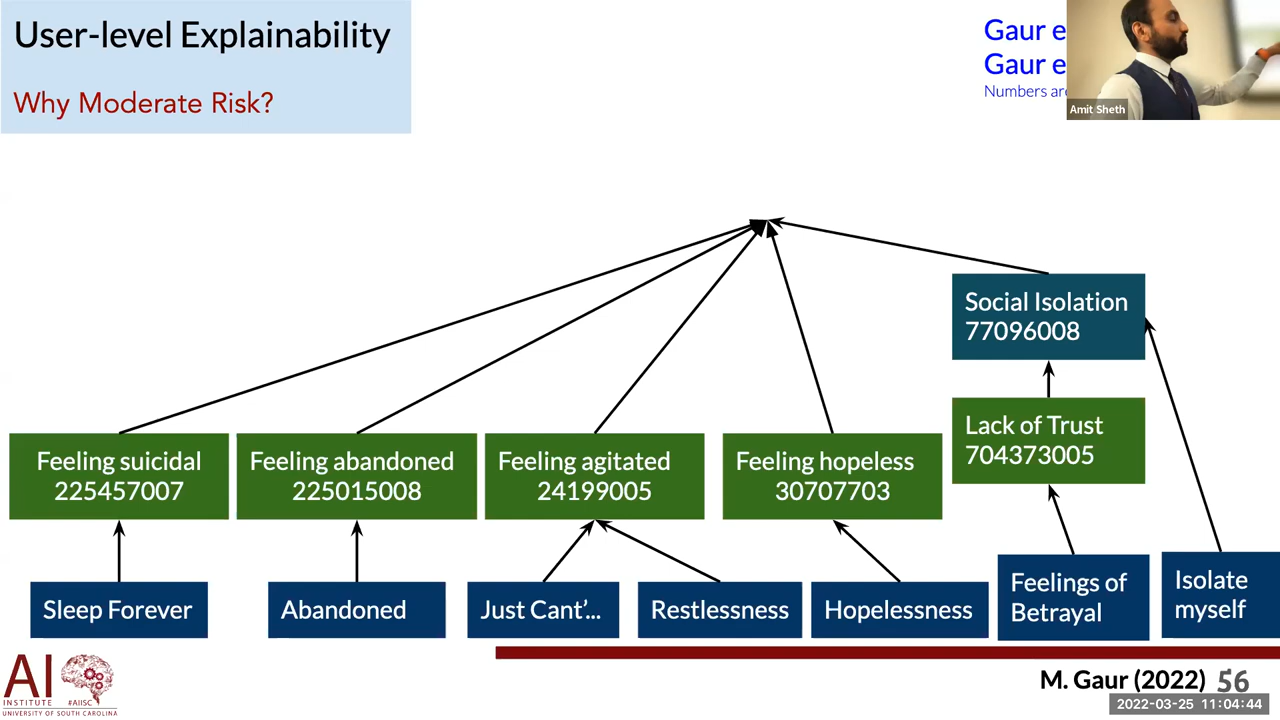 User-level Explainability
Why Moderate Risk?
Gaur e
Gaur e
Numbers are
Amit Sheth
Social Isolation
77096008
Lack of Trust
704373005
Feeling suicidal
225457007
Feeling abandoned
225015008
Feeling agitated
24199005
Feeling hopeless
30707703
Sleep Forever
Abandoned
Just Cant’...
Restlessness
Hopelessness
Feelings of
Betrayal
Isolate
myself
AI
INSTITUTE #AIISC
UNIVERSITY OF SOUTH CAROLINA
M. Gaur (2022) 56
2022-03-25 11:04:44